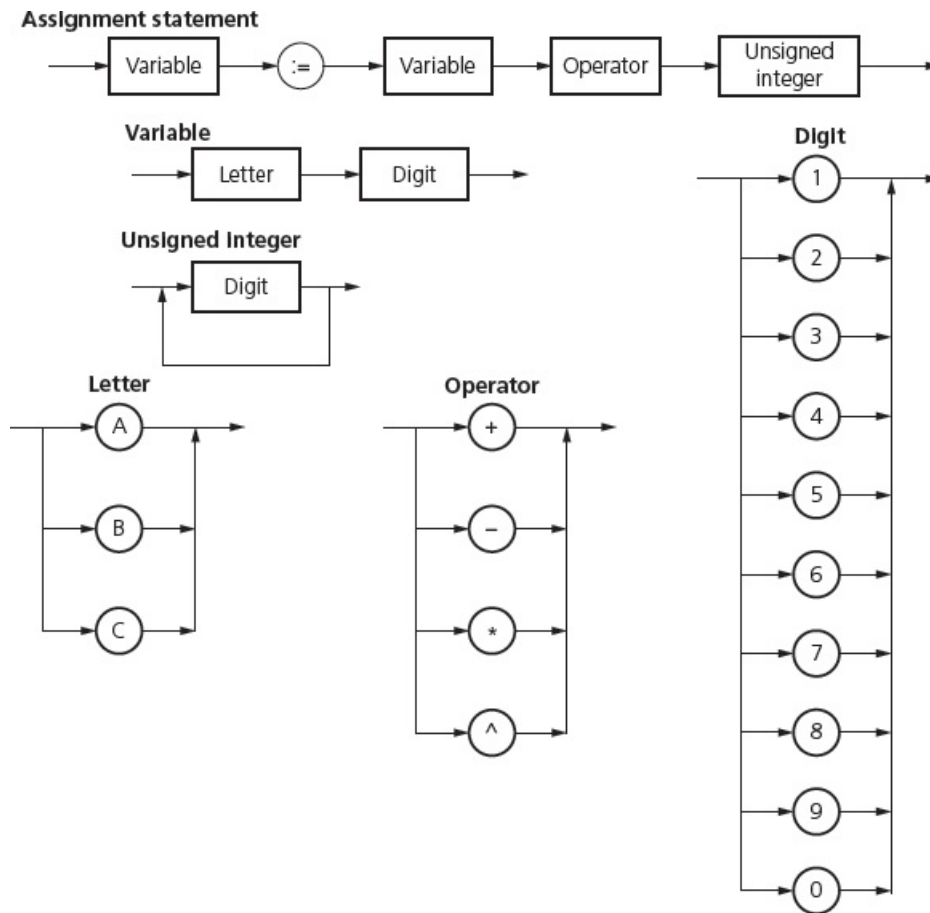 Assignment statement
Variable := Variable Operator Unsigned integer
Variable
Letter Digit
Unsigned integer
Digit
Letter
A
B
C
Operator
+
−
*
^
Digit
1
2
3
4
5
6
7
8
9
0